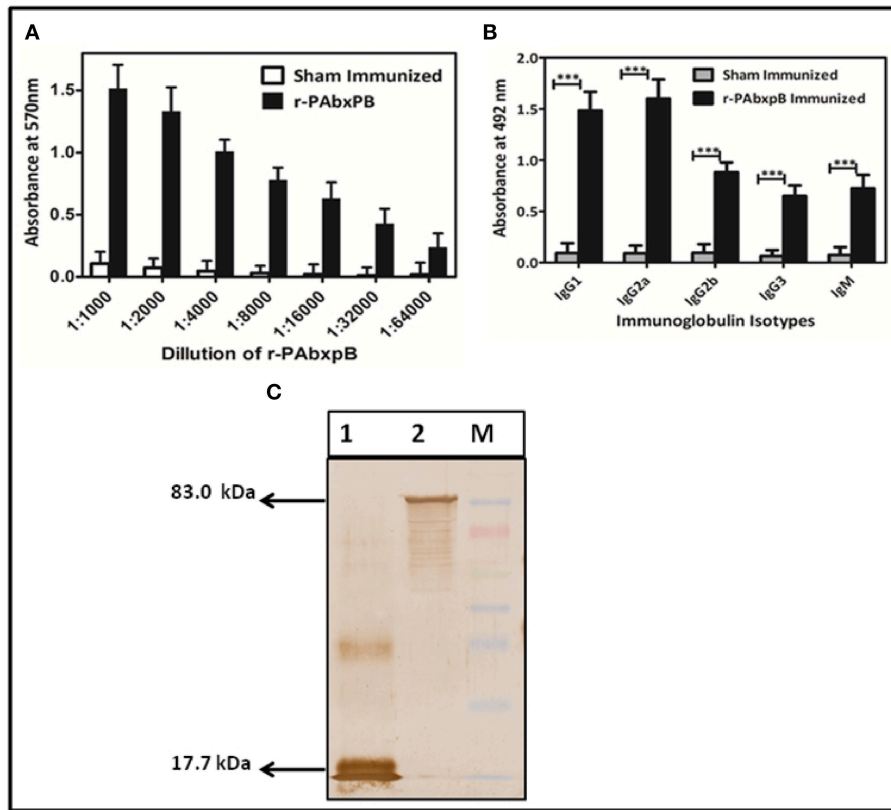 A
Absorbance at 570nm
1.5
1.0
0.5
0.0
Sham Immunized
r-PAbxPB
1:1000
1:2000
1:4000
1:8000
1:16000
1:32000
1:64000
Dillution of r-PAbxpB
B
Absorbance at 492 nm
2.0
1.5
1.0
0.5
0.0
Sham Immunized
r-PAbxpB Immunized
***
***
***
***
***
IgG1
IgG2a
IgG2b
IgG3
IgM
Immunoglobulin Isotypes
C
1 2 M
83.0 kDa
17.7 kDa